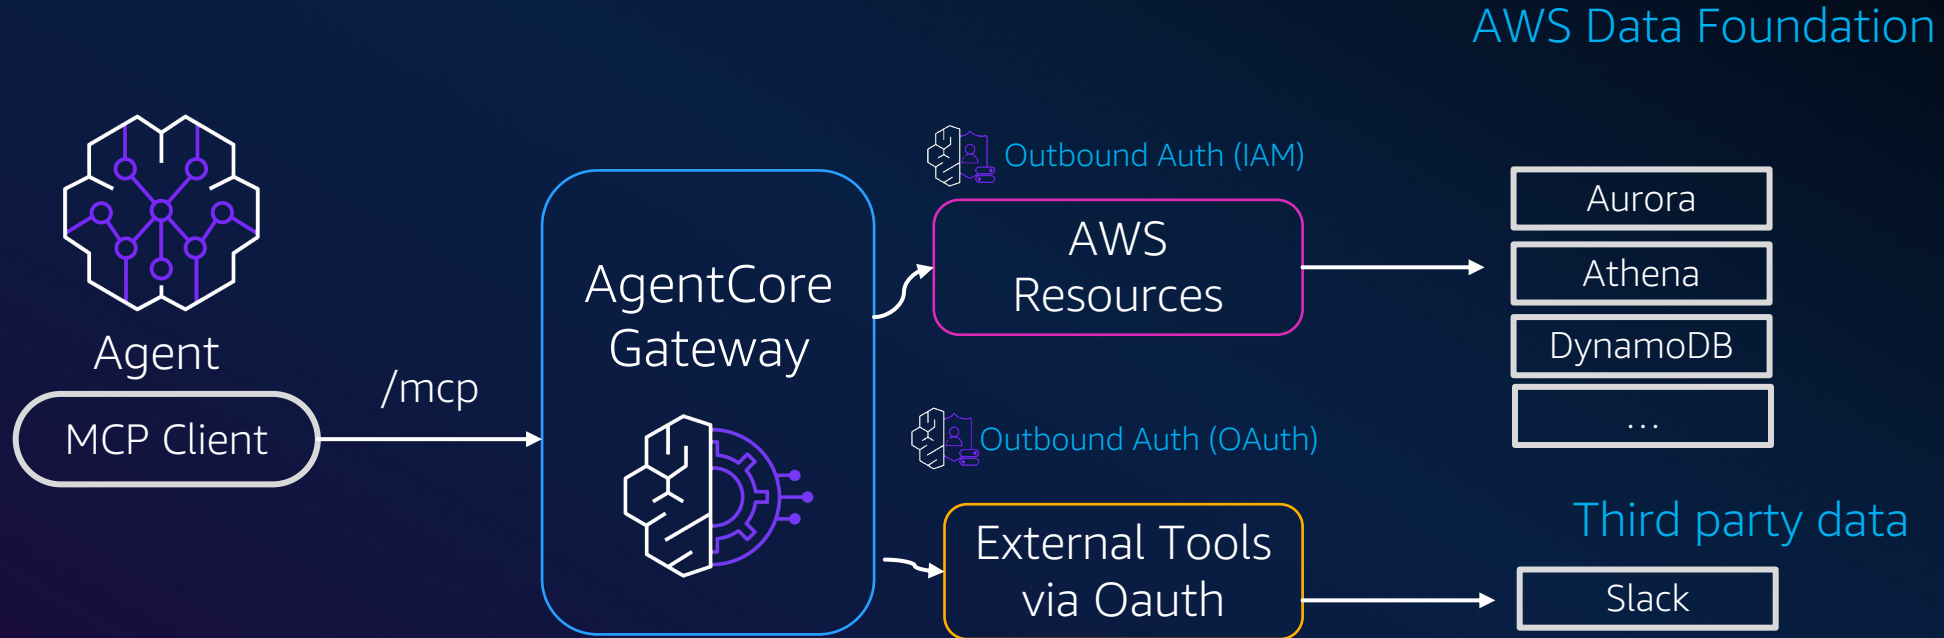 AWS Data Foundation
Agent
MCP Client
/mcp
AgentCore
Gateway
Outbound Auth (IAM)
AWS
Resources
Aurora
Athena
DynamoDB
...
Outbound Auth (OAuth)
External Tools
via Oauth
Third party data
Slack